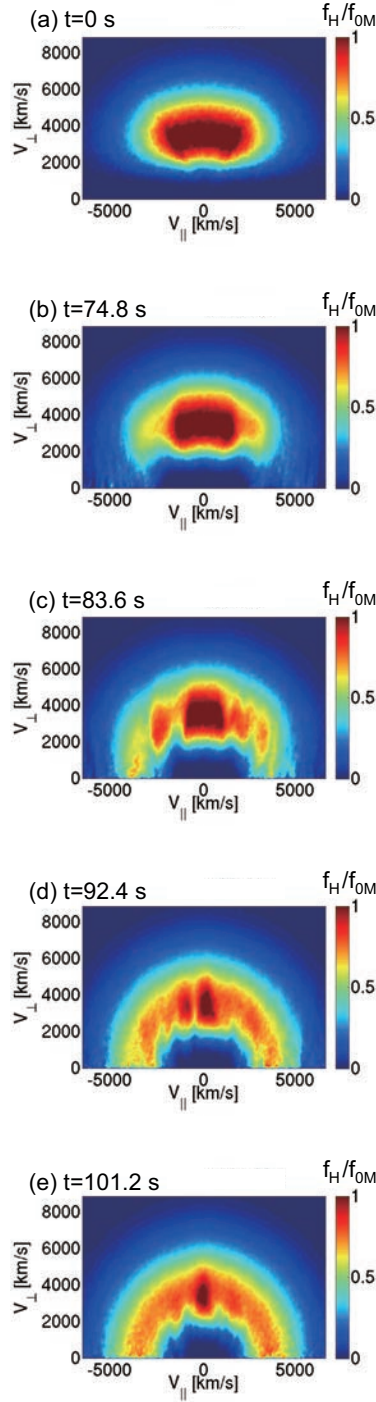 (a) t=0 s
f_H/f_0M
8000
6000
4000
2000
0
V_⊥ [km/s]
-5000 0 5000
V_|| [km/s]
1
0.5
0
(b) t=74.8 s
f_H/f_0M
8000
6000
4000
2000
0
V_⊥ [km/s]
-5000 0 5000
V_|| [km/s]
1
0.5
0
(c) t=83.6 s
f_H/f_0M
8000
6000
4000
2000
0
V_⊥ [km/s]
-5000 0 5000
V_|| [km/s]
1
0.5
0
(d) t=92.4 s
f_H/f_0M
8000
6000
4000
2000
0
V_⊥ [km/s]
-5000 0 5000
V_|| [km/s]
1
0.5
0
(e) t=101.2 s
f_H/f_0M
8000
6000
4000
2000
0
V_⊥ [km/s]
-5000 0 5000
V_|| [km/s]
1
0.5
0